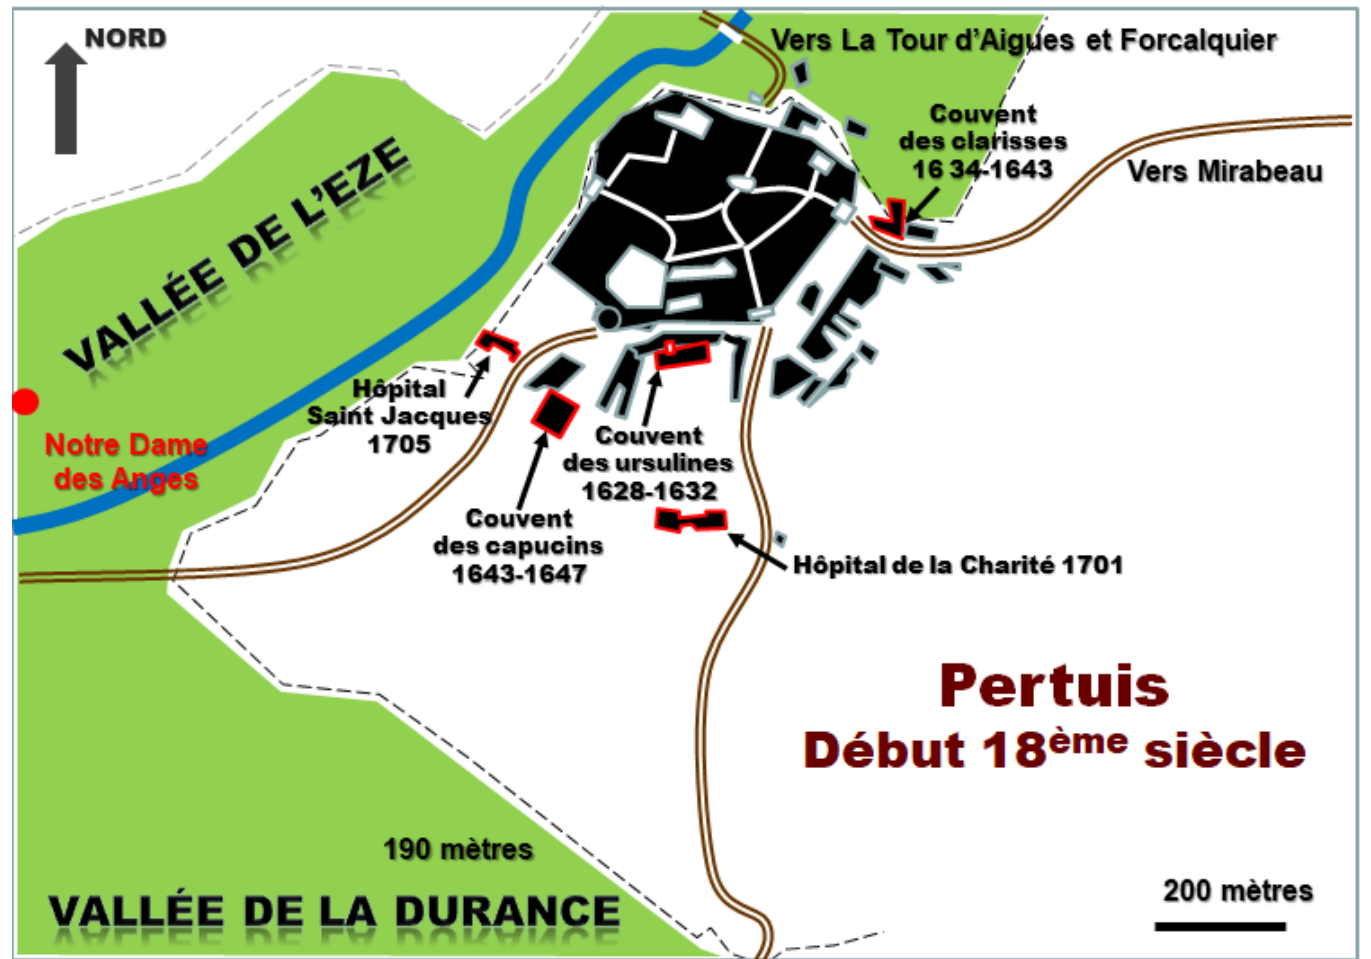 NORD
Vers La Tour d'Aigues et Forcalquier
Couvent
des clarisses
16 34-1643
Vers Mirabeau
VALLÉE DE L'EZE
Hôpital
Saint Jacques
1705
Notre Dame
des Anges
Couvent
des ursulines
1628-1632
Couvent
des capucins
1643-1647
Hôpital de la Charité 1701
Pertuis
Début 18ème siècle
190 mètres
VALLÉE DE LA DURANCE
200 mètres